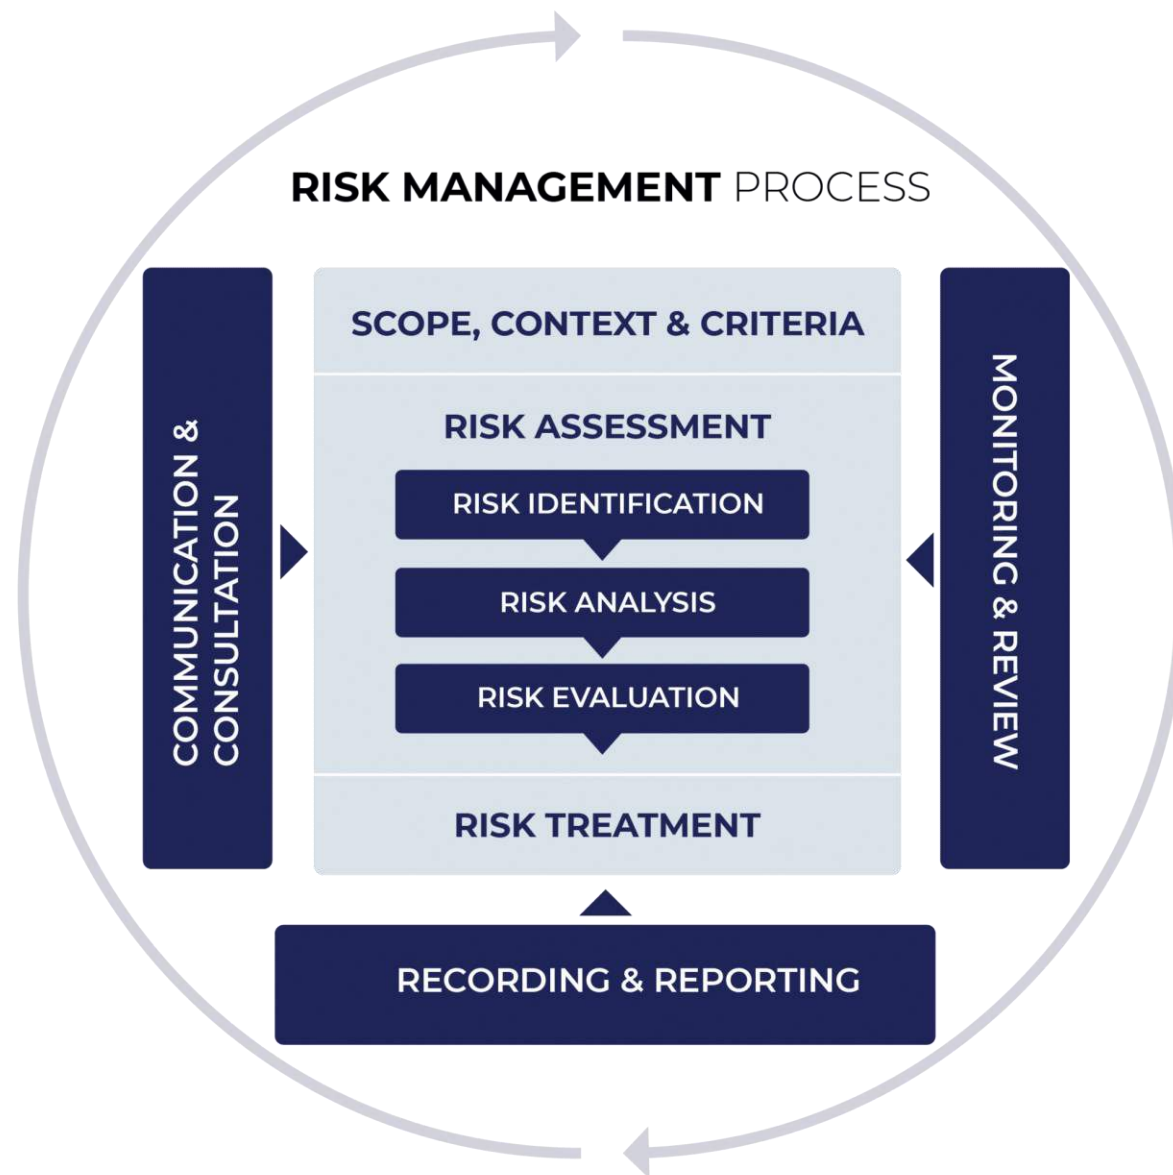 RISK MANAGEMENT PROCESS
SCOPE, CONTEXT & CRITERIA
RISK ASSESSMENT
RISK IDENTIFICATION
RISK ANALYSIS
RISK EVALUATION
RISK TREATMENT
COMMUNICATION &
CONSULTATION
MONITORING & REVIEW
RECORDING & REPORTING